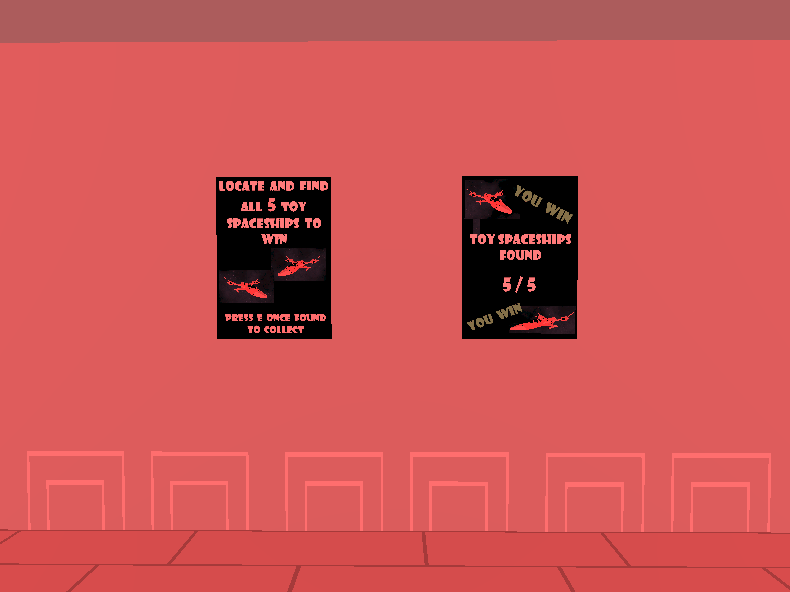 LOCATE AND FIND
ALL 5 TOY
SPACESHIPS TO
WIN
PRESS E ONCE FOUND
TO COLLECT
YOU WIN
TOY SPACESHIPS
FOUND
5/5
YOU WIN